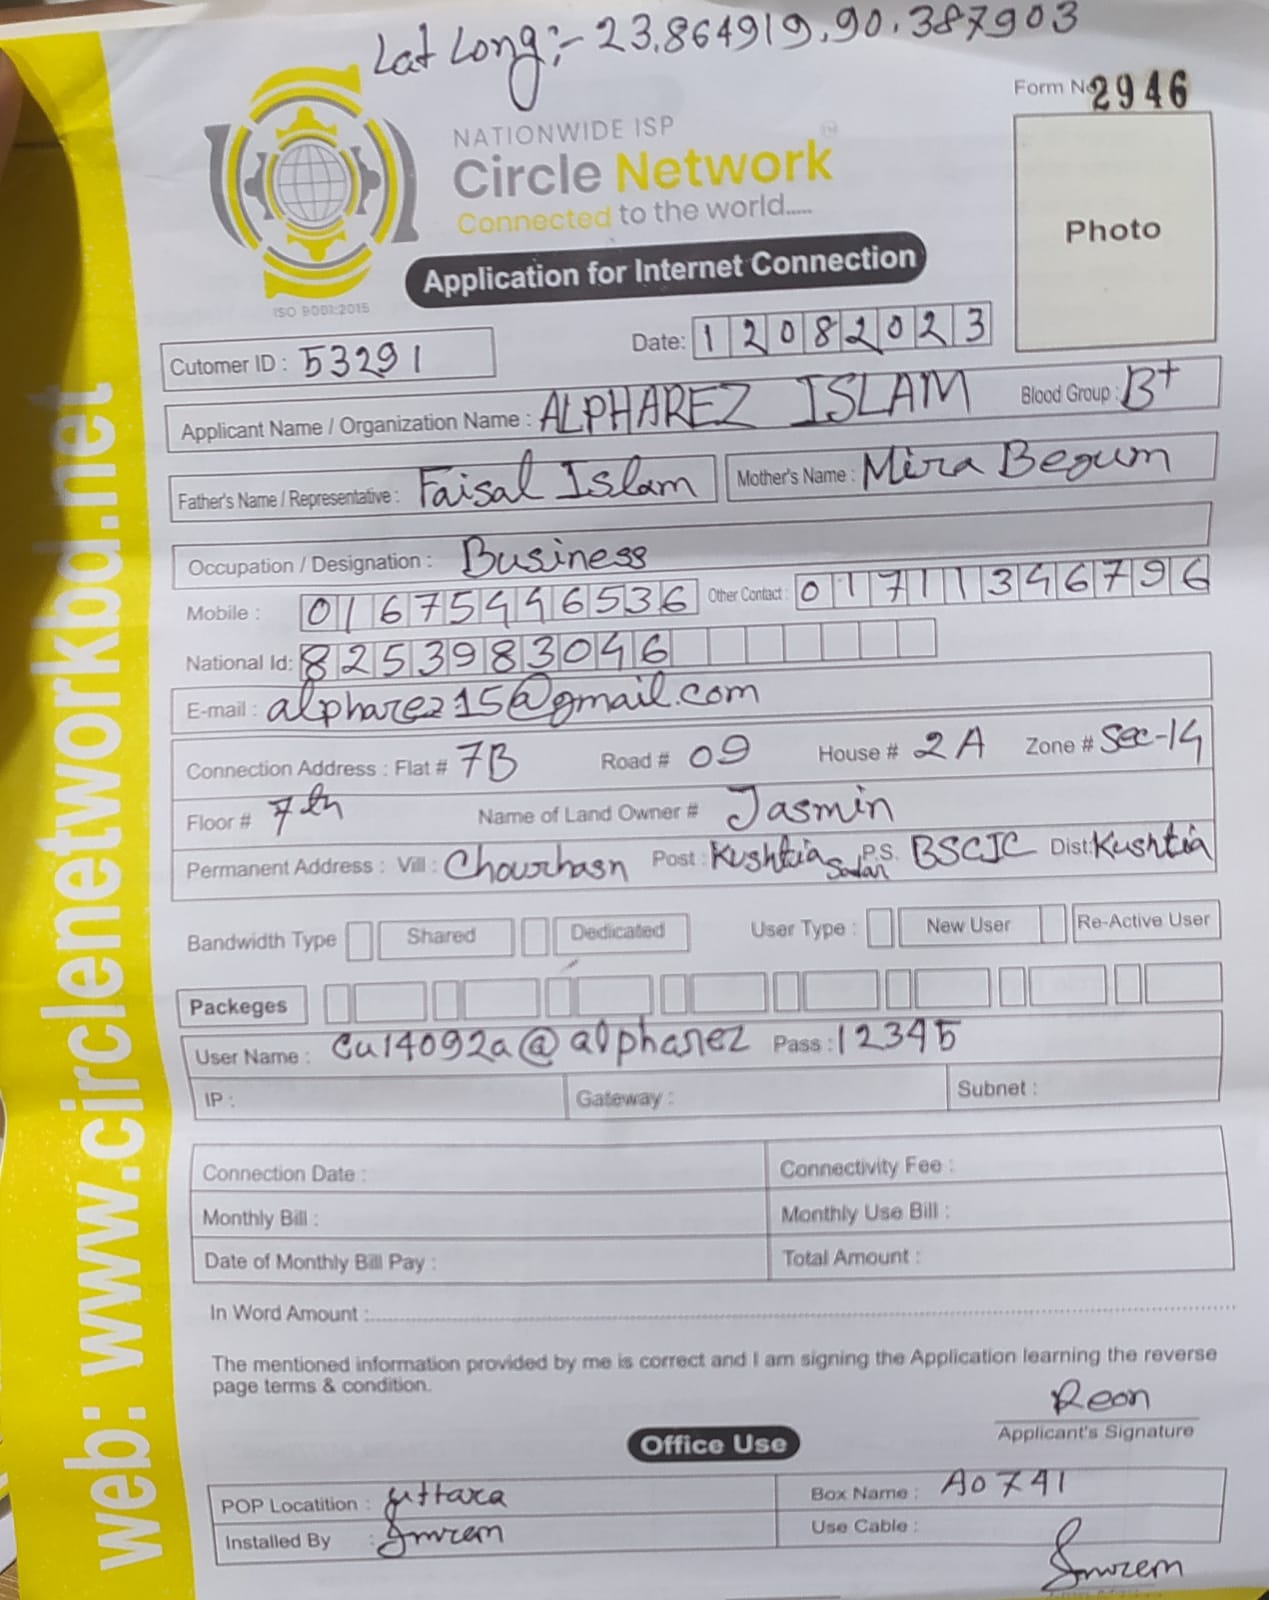 Lat Long:- 23.864919, 90.387903
Form No 2946
NATIONWIDE ISP
Circle Network
Connected to the world.....
ISO 9001:2015
Photo
Application for Internet Connection
Cutomer ID : 53291 Date: 12082023
Applicant Name / Organization Name : ALPHAREZ ISLAM Blood Group : B+
Father's Name / Representative : Faisal Islam Mother's Name : Mira Begum
Occupation / Designation : Business
Mobile : 01675446536 Other Contact : 01711346796
National Id: 8253983046
E-mail : alpharez15@gmail.com
Connection Address : Flat # 7B Road # 09 House # 2A Zone # Sec-14
Floor # 7th Name of Land Owner # Jasmin
Permanent Address : Vill : Chourhasn Post : Kushtia Sadar P.S. BSCIC Dist: Kushtia
Bandwidth Type Shared Dedicated User Type : New User Re-Active User
Packeges
User Name : Cu14092a@alpharez Pass : 12345
IP : Gateway : Subnet :
Connection Date : Connectivity Fee :
Monthly Bill : Monthly Use Bill :
Date of Monthly Bill Pay : Total Amount :
In Word Amount :
The mentioned information provided by me is correct and I am signing the Application learning the reverse
page terms & condition.
Reon
Applicant's Signature
Office Use
POP Locatition : Uttara Box Name : A0741
Installed By : Imrem Use Cable :
Imrem
web: www.circlenetworkbd.net